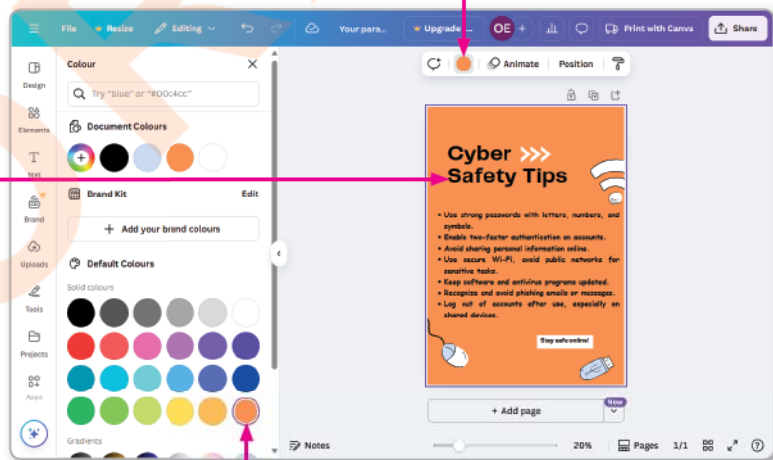 File Resize Editing Your para... Upgrade ... OE + Print with Canva Share
Design
Elements
Text
Brand
Uploads
Tools
Projects
Apps
Colour
Try "blue" or "#00c4cc"
Document Colours
Brand Kit Edit
+ Add your brand colours
Default Colours
Solid colours
Gradients
Animate Position
Cyber >>>
Safety Tips
• Use strong passwords with letters, numbers, and
symbols.
• Enable two-factor authentication on accounts.
• Avoid sharing personal information online.
• Use secure Wi-Fi, avoid public networks for
sensitive tasks.
• Keep software and antivirus programs updated.
• Recognize and avoid phishing emails or messages.
• Log out of accounts after use, especially on
shared devices.
Stay safe online!
+ Add page
New
Notes 20% Pages 1/1